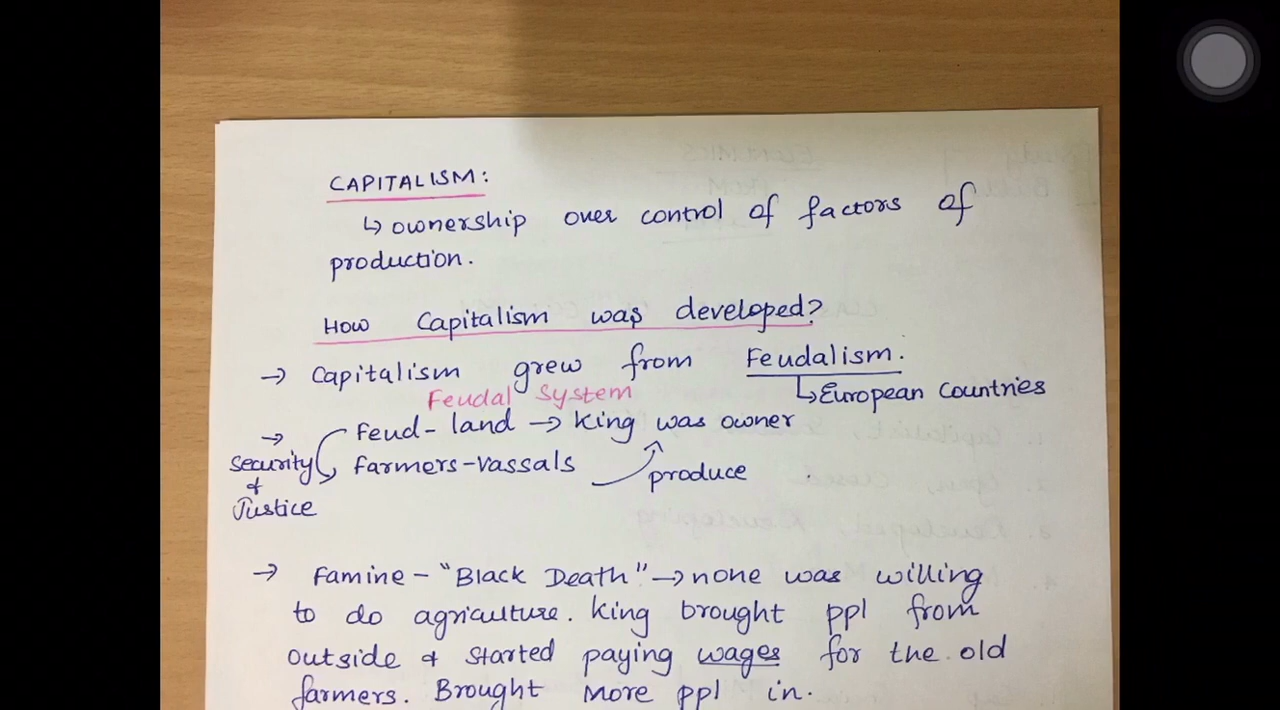 CAPITALISM:
↳ ownership over control of factors of
production.
How Capitalism was developed?
→ Capitalism grew from Feudalism.
↳ European Countries
Feudal System
→ Feud - land → King was owner
Security & Justice
Farmers - Vassals
produce
→ Famine - "Black Death" → none was willing
to do agriculture. King brought ppl from
outside & started paying wages for the old
farmers. Brought more ppl in.